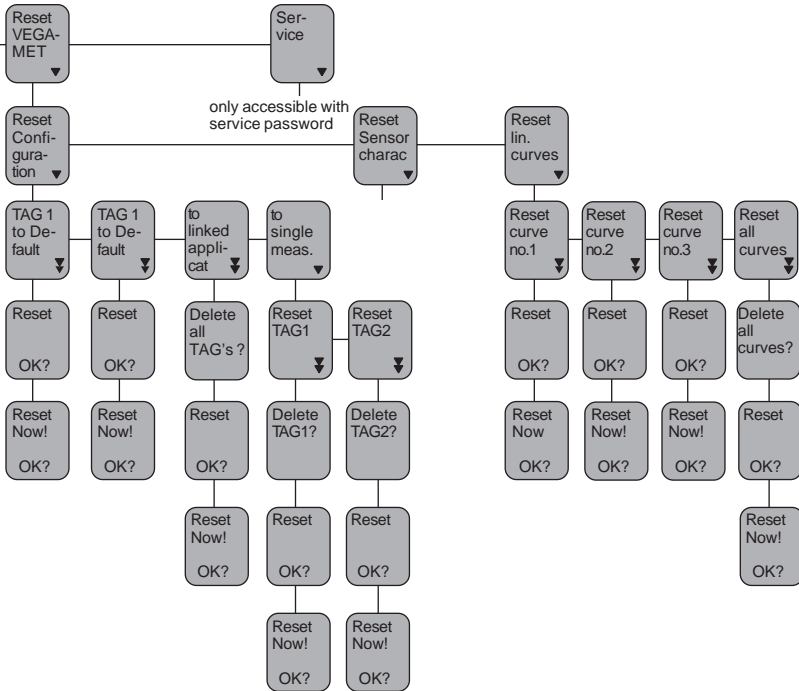 Reset
VEGA-
MET
Ser-
vice
only accessible with
service password
Reset
Confi-
gura-
tion
Reset
Sensor
charac
Reset
lin.
curves
TAG 1
to De-
fault
TAG 1
to De-
fault
to
linked
appli-
cat
to
single
meas.
Reset
curve
no.1
Reset
curve
no.2
Reset
curve
no.3
Reset
all
curves
Reset
OK?
Reset
OK?
Delete
all
TAG's ?
Reset
TAG1
Reset
TAG2
Reset
OK?
Reset
OK?
Reset
OK?
Delete
all
curves?
Reset
Now!
OK?
Reset
Now!
OK?
Reset
OK?
Delete
TAG1?
Delete
TAG2?
Reset
Now
OK?
Reset
Now!
OK?
Reset
Now!
OK?
Reset
OK?
Reset
Now!
OK?
Reset
OK?
Reset
OK?
Reset
Now!
OK?
Reset
Now!
OK?
Reset
Now!
OK?